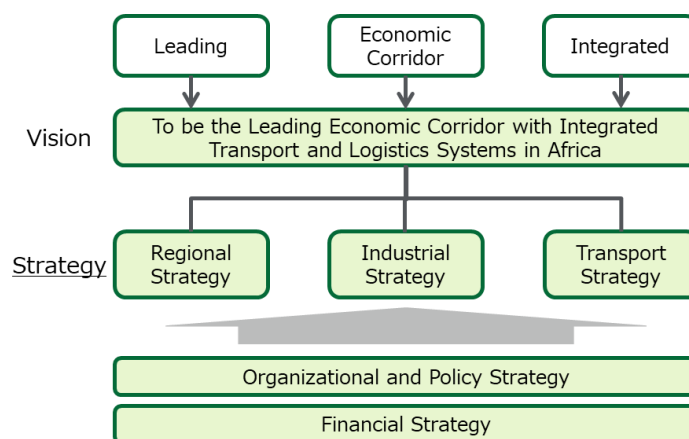 Leading
Economic
Corridor
Integrated
Vision
To be the Leading Economic Corridor with Integrated
Transport and Logistics Systems in Africa
Strategy
Regional
Strategy
Industrial
Strategy
Transport
Strategy
Organizational and Policy Strategy
Financial Strategy